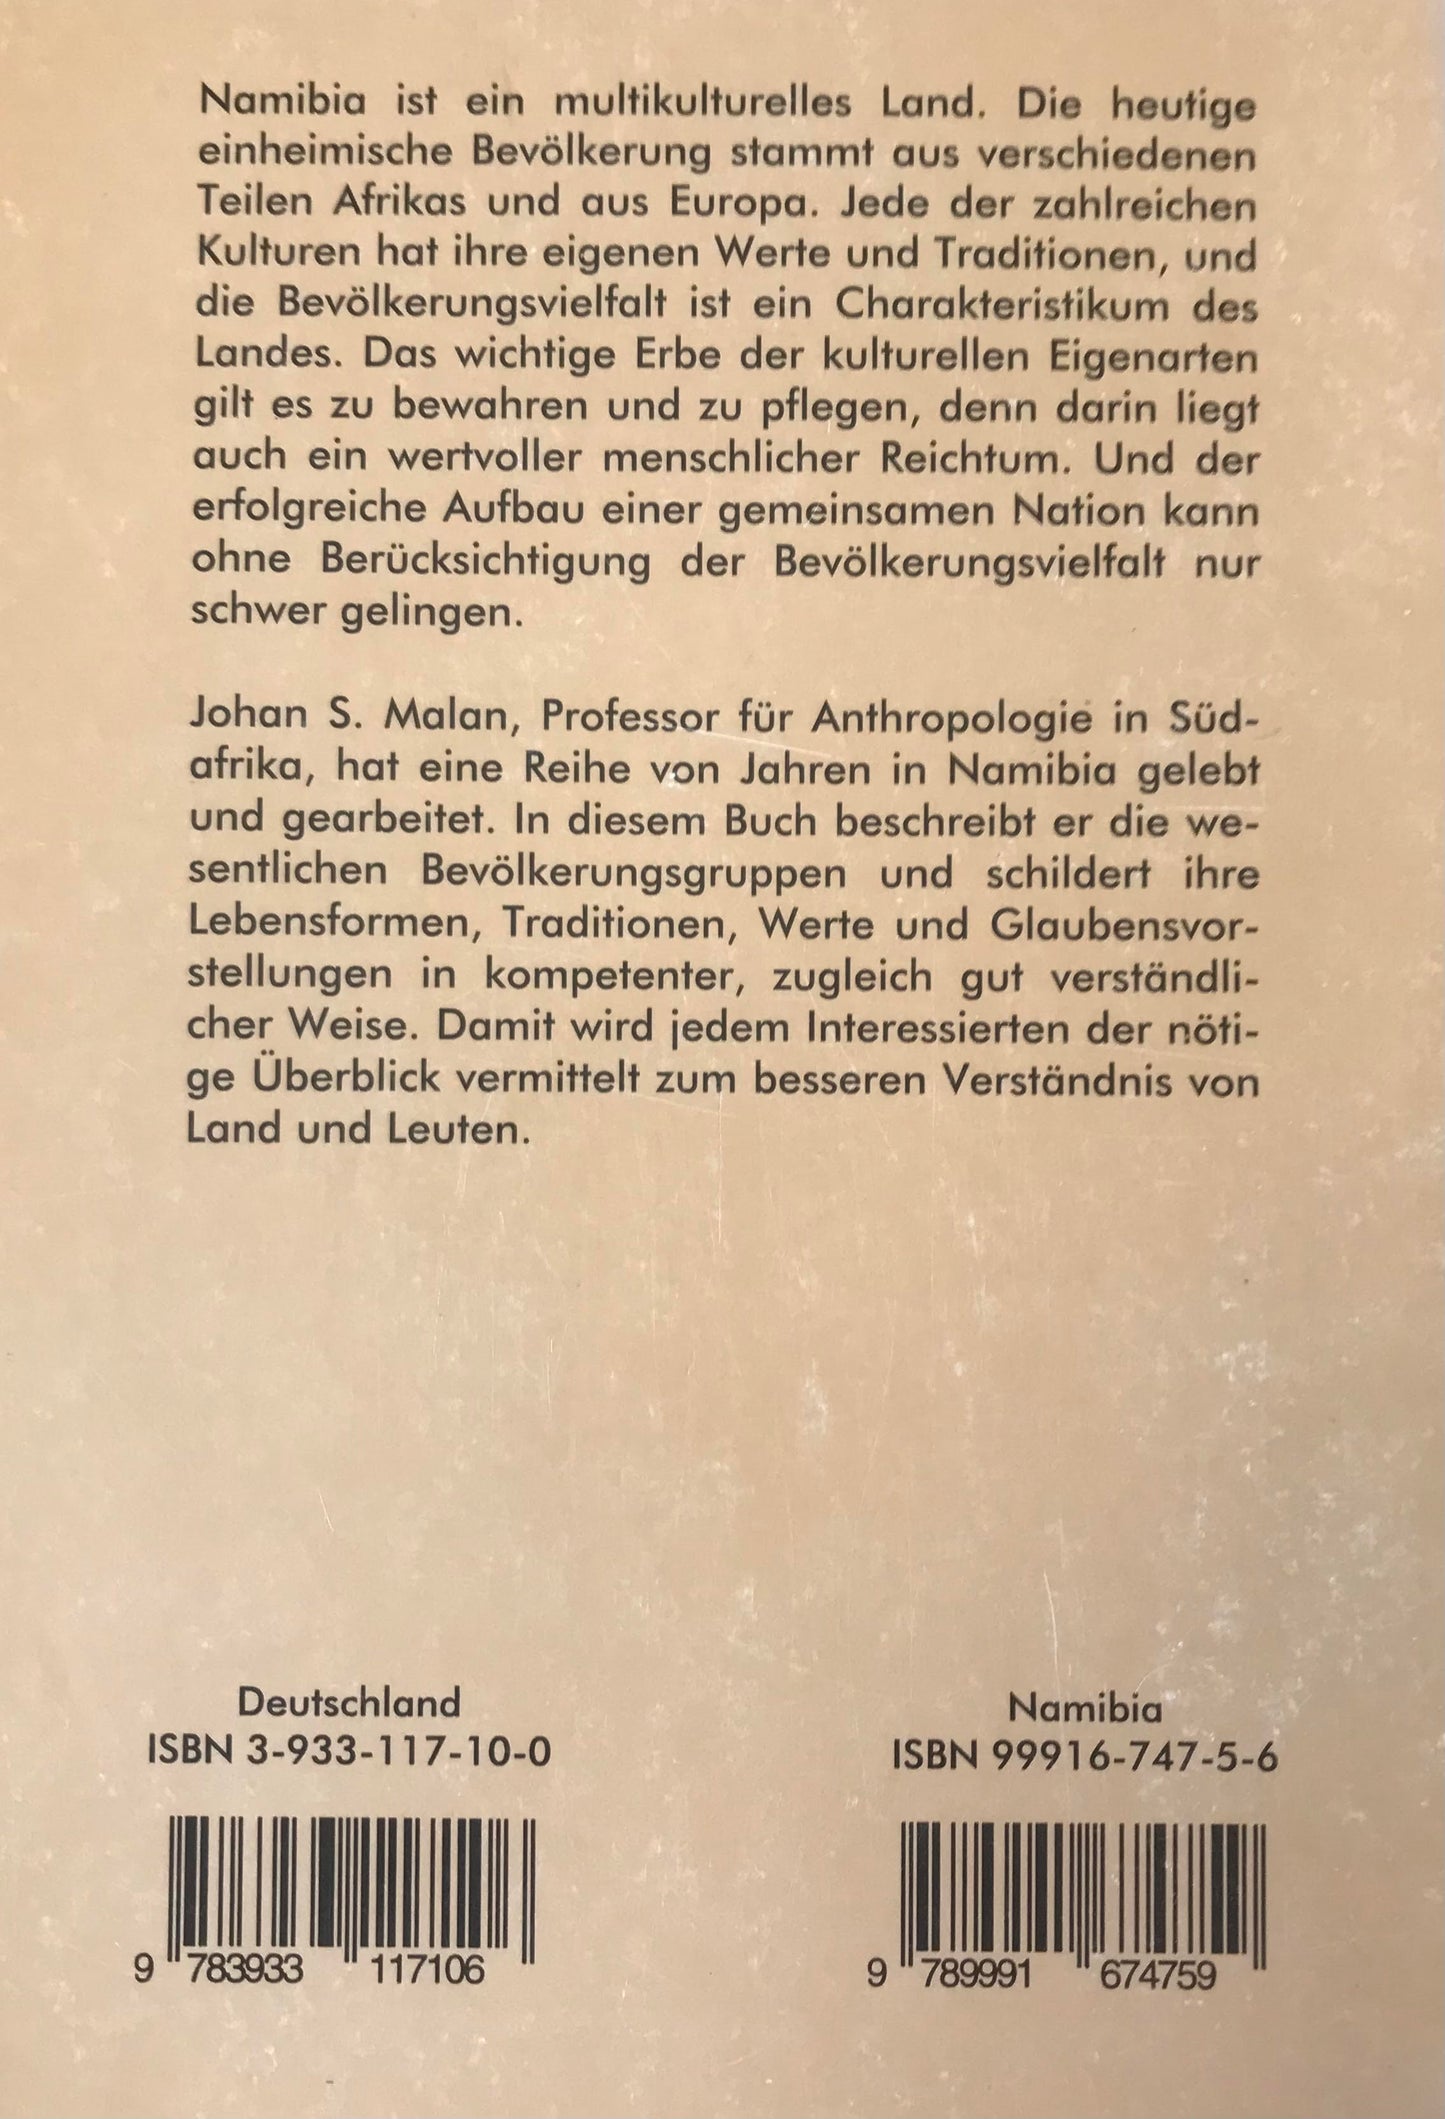 Namibia ist ein multikulturelles Land. Die heutige
einheimische Bevölkerung stammt aus verschiedenen
Teilen Afrikas und aus Europa. Jede der zahlreichen
Kulturen hat ihre eigenen Werte und Traditionen, und
die Bevölkerungsvielfalt ist ein Charakteristikum des
Landes. Das wichtige Erbe der kulturellen Eigenarten
gilt es zu bewahren und zu pflegen, denn darin liegt
auch ein wertvoller menschlicher Reichtum. Und der
erfolgreiche Aufbau einer gemeinsamen Nation kann
ohne Berücksichtigung der Bevölkerungsvielfalt nur
schwer gelingen.
Johan S. Malan, Professor für Anthropologie in Süd-
afrika, hat eine Reihe von Jahren in Namibia gelebt
und gearbeitet. In diesem Buch beschreibt er die we-
sentlichen Bevölkerungsgruppen und schildert ihre
Lebensformen, Traditionen, Werte und Glaubensvor-
stellungen in kompetenter, zugleich gut verständli-
cher Weise. Damit wird jedem Interessierten der nöti-
ge Überblick vermittelt zum besseren Verständnis von
Land und Leuten.
Deutschland
ISBN 3-933-117-10-0
9 783933 117106
Namibia
ISBN 99916-747-5-6
9 789991 674759